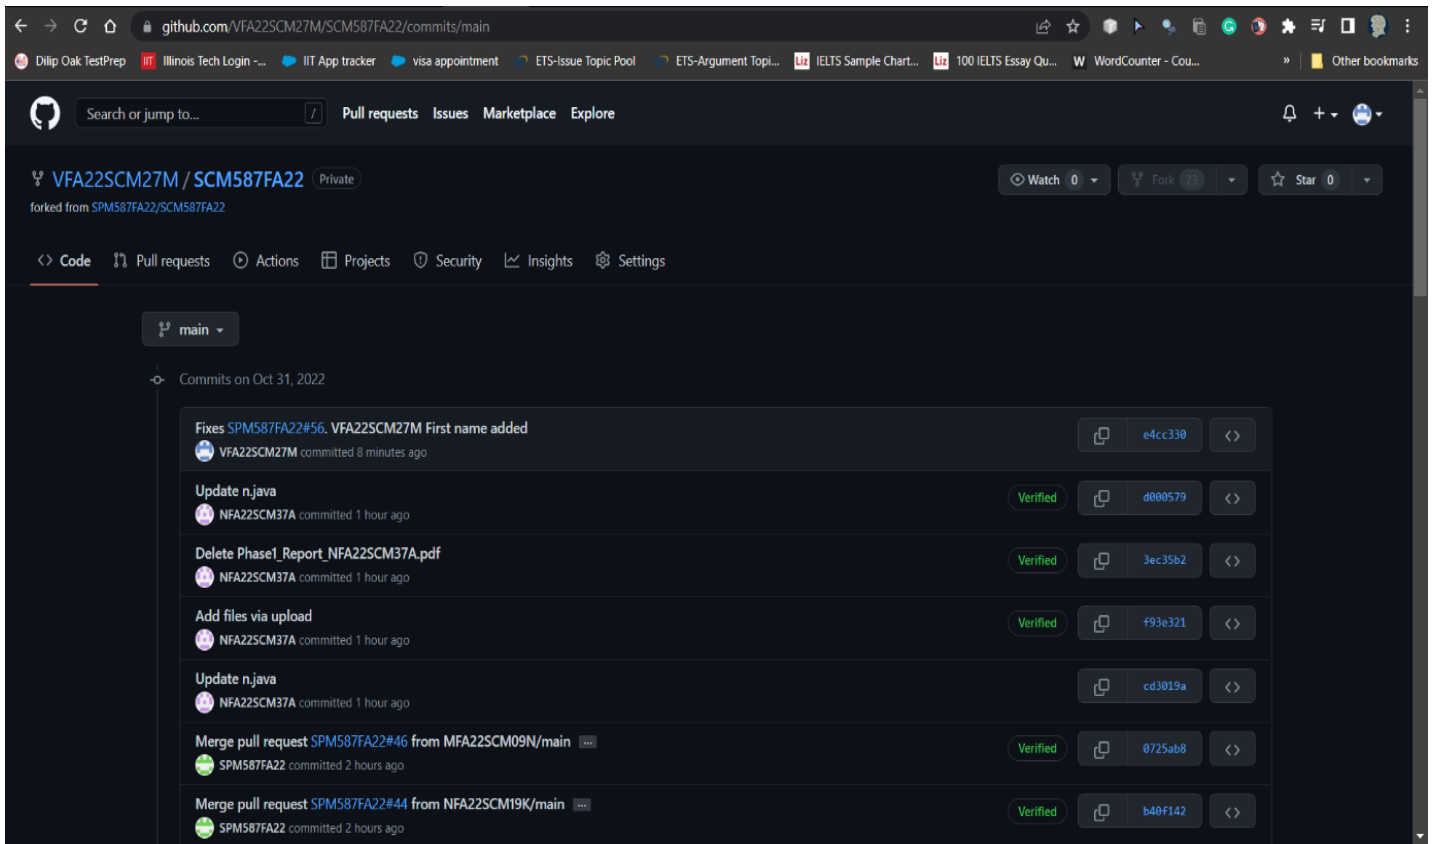 github.com/VFA22SCM27M/SCM587FA22/commits/main
Dilip Oak TestPrep IIT Illinois Tech Login -... IIT App tracker visa appointment ETS-Issue Topic Pool ETS-Argument Topi... Liz IELTS Sample Chart... Liz 100 IELTS Essay Qu... W WordCounter - Cou... » Other bookmarks
Search or jump to... / Pull requests Issues Marketplace Explore
VFA22SCM27M / SCM587FA22 Private Watch 0 Fork 23 Star 0
forked from SPM587FA22/SCM587FA22
<> Code Pull requests Actions Projects Security Insights Settings
main
Commits on Oct 31, 2022
Fixes SPM587FA22#56. VFA22SCM27M First name added e4cc330 <>
VFA22SCM27M committed 8 minutes ago
Update n.java Verified d000579 <>
NFA22SCM37A committed 1 hour ago
Delete Phase1_Report_NFA22SCM37A.pdf Verified 3ec35b2 <>
NFA22SCM37A committed 1 hour ago
Add files via upload Verified f93e321 <>
NFA22SCM37A committed 1 hour ago
Update n.java cd3019a <>
NFA22SCM37A committed 1 hour ago
Merge pull request SPM587FA22#46 from MFA22SCM09N/main ... Verified 0725ab8 <>
SPM587FA22 committed 2 hours ago
Merge pull request SPM587FA22#44 from NFA22SCM19K/main ... Verified b40f142 <>
SPM587FA22 committed 2 hours ago